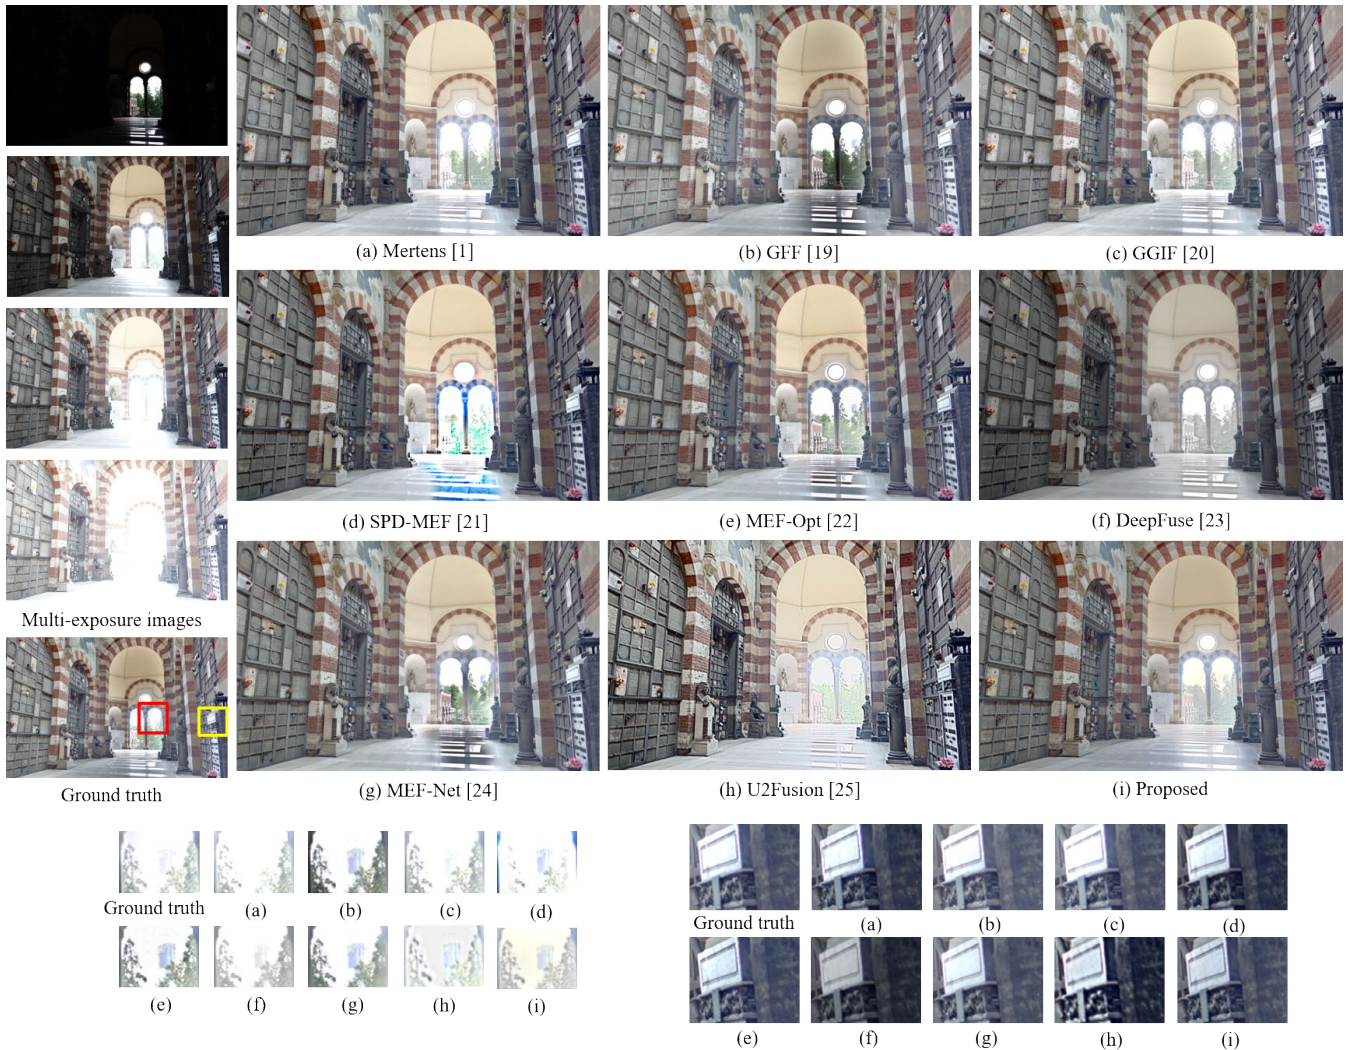 (a) Mertens [1]
(b) GFF [19]
(c) GGIF [20]
(d) SPD-MEF [21]
(e) MEF-Opt [22]
(f) DeepFuse [23]
Multi-exposure images
Ground truth
(g) MEF-Net [24]
(h) U2Fusion [25]
(i) Proposed
Ground truth
(a)
(b)
(c)
(d)
(e)
(f)
(g)
(h)
(i)
Ground truth
(a)
(b)
(c)
(d)
(e)
(f)
(g)
(h)
(i)